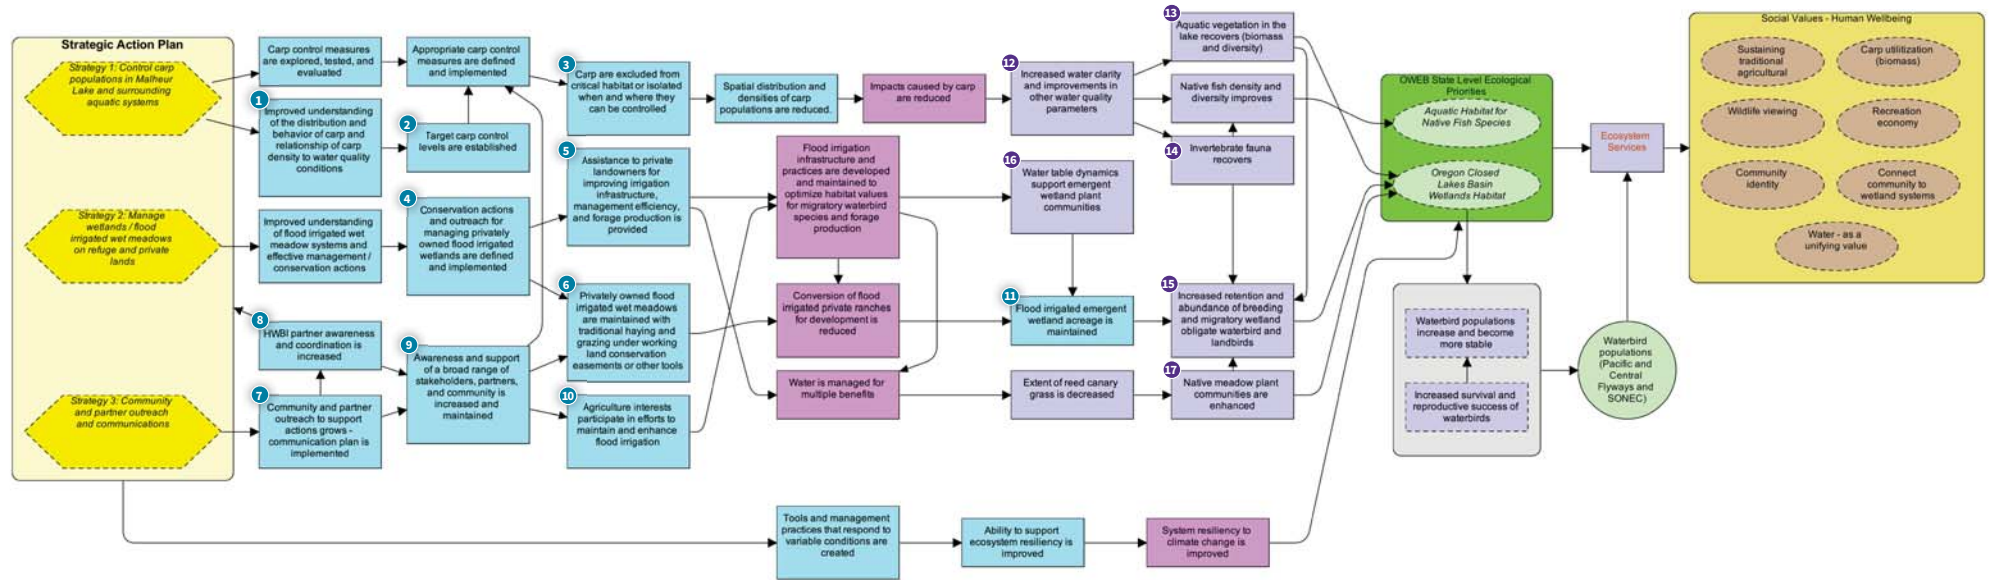 Strategic Action Plan
Strategy 1: Control carp
populations in Malheur
Lake and surrounding
aquatic systems
Strategy 2: Manage
wetlands / flood
irrigated wet meadows
on refuge and private
lands
Strategy 3: Community
and partner outreach
and communications
Carp control measures
are explored, tested, and
evaluated
1
Improved understanding
of the distribution and
behavior of carp and
relationship of carp
density to water quality
conditions
Improved understanding
of flood irrigated wet
meadow systems and
effective management /
conservation actions
8
HWBI partner awareness
and coordination is
increased
7
Community and partner
outreach to support
actions grows -
communication plan is
implemented
Appropriate carp control
measures are defined
and implemented
2
Target carp control
levels are established
4
Conservation actions
and outreach for
managing privately
owned flood irrigated
wetlands are defined
and implemented
9
Awareness and support
of a broad range of
stakeholders, partners,
and community is
increased and
maintained
3
Carp are excluded from
critical habitat or isolated
when and where they
can be controlled
5
Assistance to private
landowners for
improving irrigation
infrastructure,
management efficiency,
and forage production is
provided
6
Privately owned flood
irrigated wet meadows
are maintained with
traditional haying and
grazing under working
land conservation
easements or other tools
10
Agriculture interests
participate in efforts to
maintain and enhance
flood irrigation
Spatial distribution and
densities of carp
populations are reduced.
Impacts caused by carp
are reduced
Flood irrigation
infrastructure and
practices are developed
and maintained to
optimize habitat values
for migratory waterbird
species and forage
production
Conversion of flood
irrigated private ranches
for development is
reduced
Water is managed for
multiple benefits
Tools and management
practices that respond to
variable conditions are
created
Ability to support
ecosystem resiliency is
improved
System resiliency to
climate change is
improved
12
Increased water clarity
and improvements in
other water quality
parameters
16
Water table dynamics
support emergent
wetland plant
communities
11
Flood irrigated emergent
wetland acreage is
maintained
Extent of reed canary
grass is decreased
13
Aquatic vegetation in the
lake recovers (biomass
and diversity)
Native fish density and
diversity improves
14
Invertebrate fauna
recovers
15
Increased retention and
abundance of breeding
and migratory wetland
obligate waterbird and
landbirds
17
Native meadow plant
communities are
enhanced
OWEB State Level Ecological
Priorities
Aquatic Habitat for
Native Fish Species
Oregon Closed
Lakes Basin
Wetlands Habitat
Waterbird populations
increase and become
more stable
Increased survival and
reproductive success of
waterbirds
Ecosystem
Services
Waterbird
populations
(Pacific and
Central
Flyways and
SONEC)
Social Values - Human Wellbeing
Sustaining
traditional
agricultural
Carp utilitization
(biomass)
Wildlife viewing
Recreation
economy
Community
identity
Connect
community to
wetland systems
Water - as a
unifying value